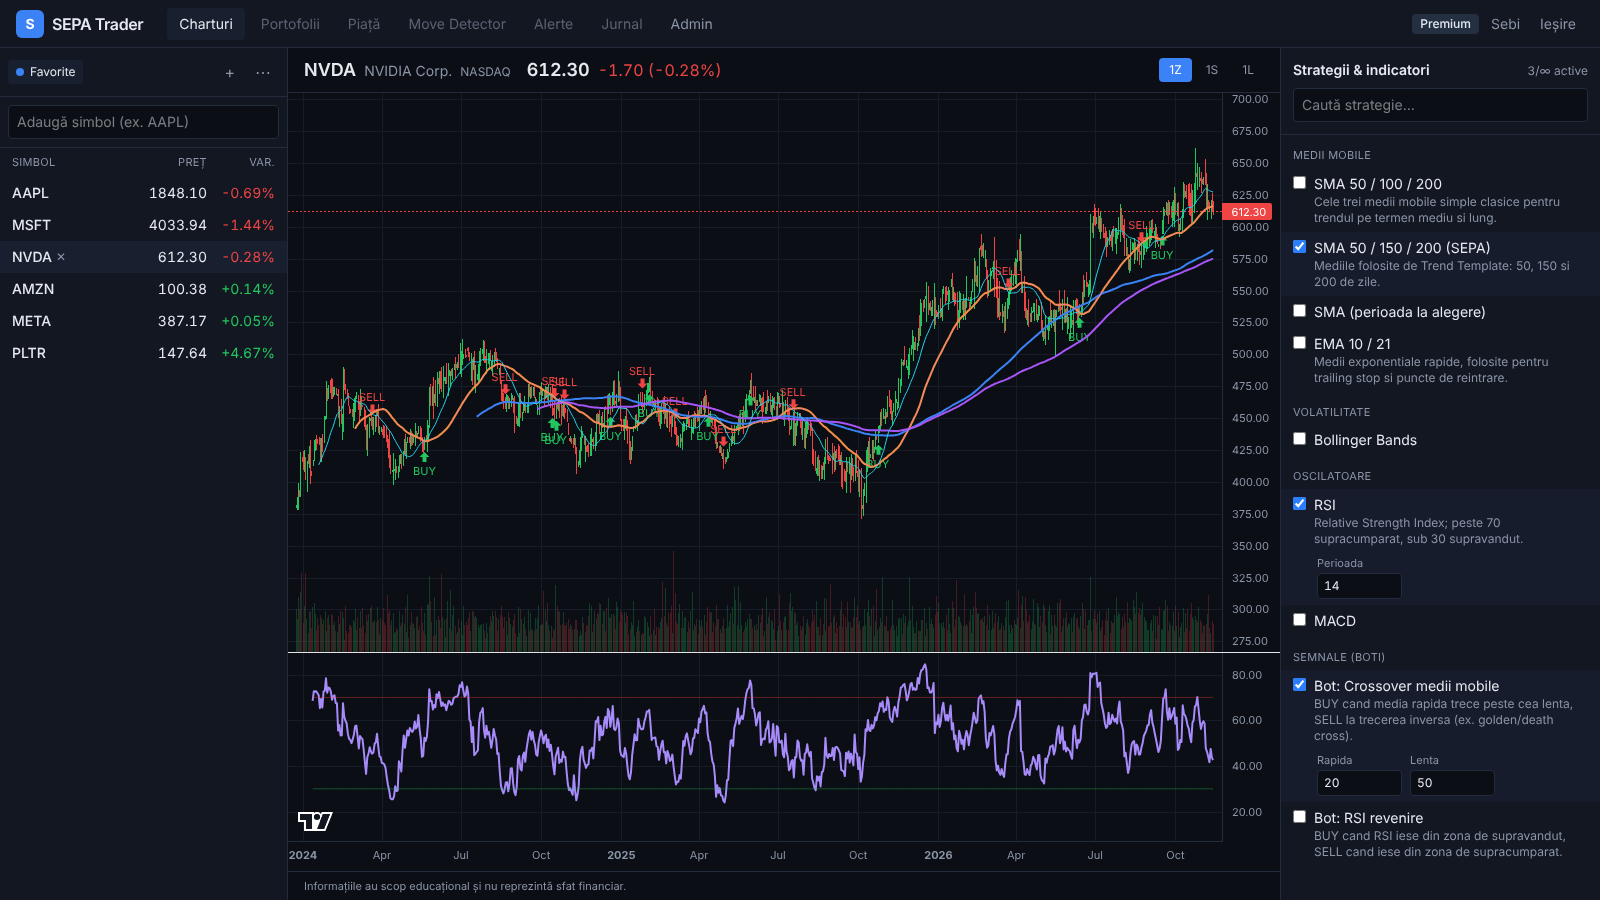 S SEPA Trader Charturi Portofolii Piață Move Detector Alerte Jurnal Admin Premium Sebi Ieșire
Favorite + ⋯
Adaugă simbol (ex. AAPL)
SIMBOL PREȚ VAR.
AAPL 1848.10 -0.69%
MSFT 4033.94 -1.44%
NVDA × 612.30 -0.28%
AMZN 100.38 +0.14%
META 387.17 +0.05%
PLTR 147.64 +4.67%
NVDA NVIDIA Corp. NASDAQ 612.30 -1.70 (-0.28%) 1Z 1S 1L
700.00
675.00
650.00
625.00
612.30
600.00
575.00
550.00
525.00
500.00
475.00
450.00
425.00
400.00
375.00
350.00
325.00
300.00
275.00
SELL
BUY
SELL
BUY
SELL
SELL
SELL
SELL
SELL
SELL
BUY
BUY
BUY
BUY
BUY
80.00
60.00
40.00
20.00
2024 Apr Jul Oct 2025 Apr Jul Oct 2026 Apr Jul Oct
Informațiile au scop educațional și nu reprezintă sfat financiar.
Strategii & indicatori 3/∞ active
Caută strategie...
MEDII MOBILE
SMA 50 / 100 / 200
Cele trei medii mobile simple clasice pentru
trendul pe termen mediu si lung.
SMA 50 / 150 / 200 (SEPA)
Mediile folosite de Trend Template: 50, 150 si
200 de zile.
SMA (perioada la alegere)
EMA 10 / 21
Medii exponentiale rapide, folosite pentru
trailing stop si puncte de reintrare.
VOLATILITATE
Bollinger Bands
OSCILATOARE
RSI
Relative Strength Index; peste 70
supracumparat, sub 30 supravandut.
Perioada
14
MACD
SEMNALE (BOTI)
Bot: Crossover medii mobile
BUY cand media rapida trece peste cea lenta,
SELL la trecerea inversa (ex. golden/death
cross).
Rapida Lenta
20 50
Bot: RSI revenire
BUY cand RSI iese din zona de supravandut,
SELL cand iese din zona de supracumparat.